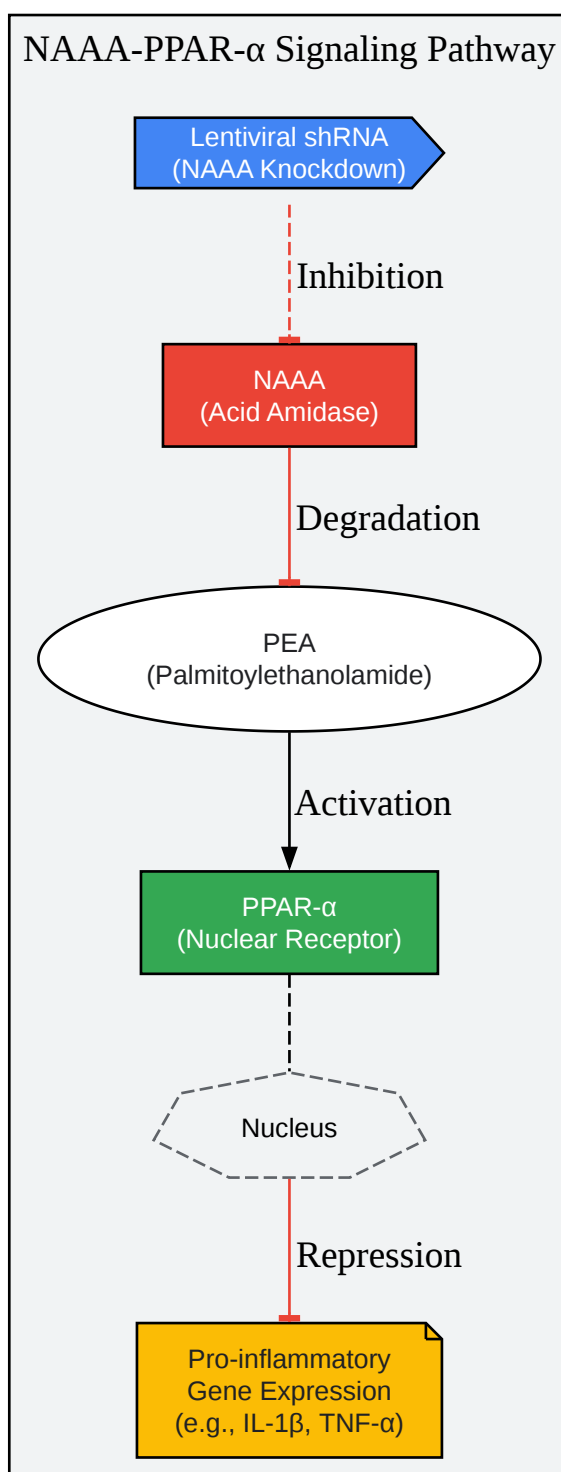 NAAA-PPAR-α Signaling Pathway
Lentiviral shRNA
(NAAA Knockdown)
Inhibition
NAAA
(Acid Amidase)
Degradation
PEA
(Palmitoylethanolamide)
Activation
PPAR-α
(Nuclear Receptor)
Nucleus
Repression
Pro-inflammatory
Gene Expression
(e.g., IL-1β, TNF-α)